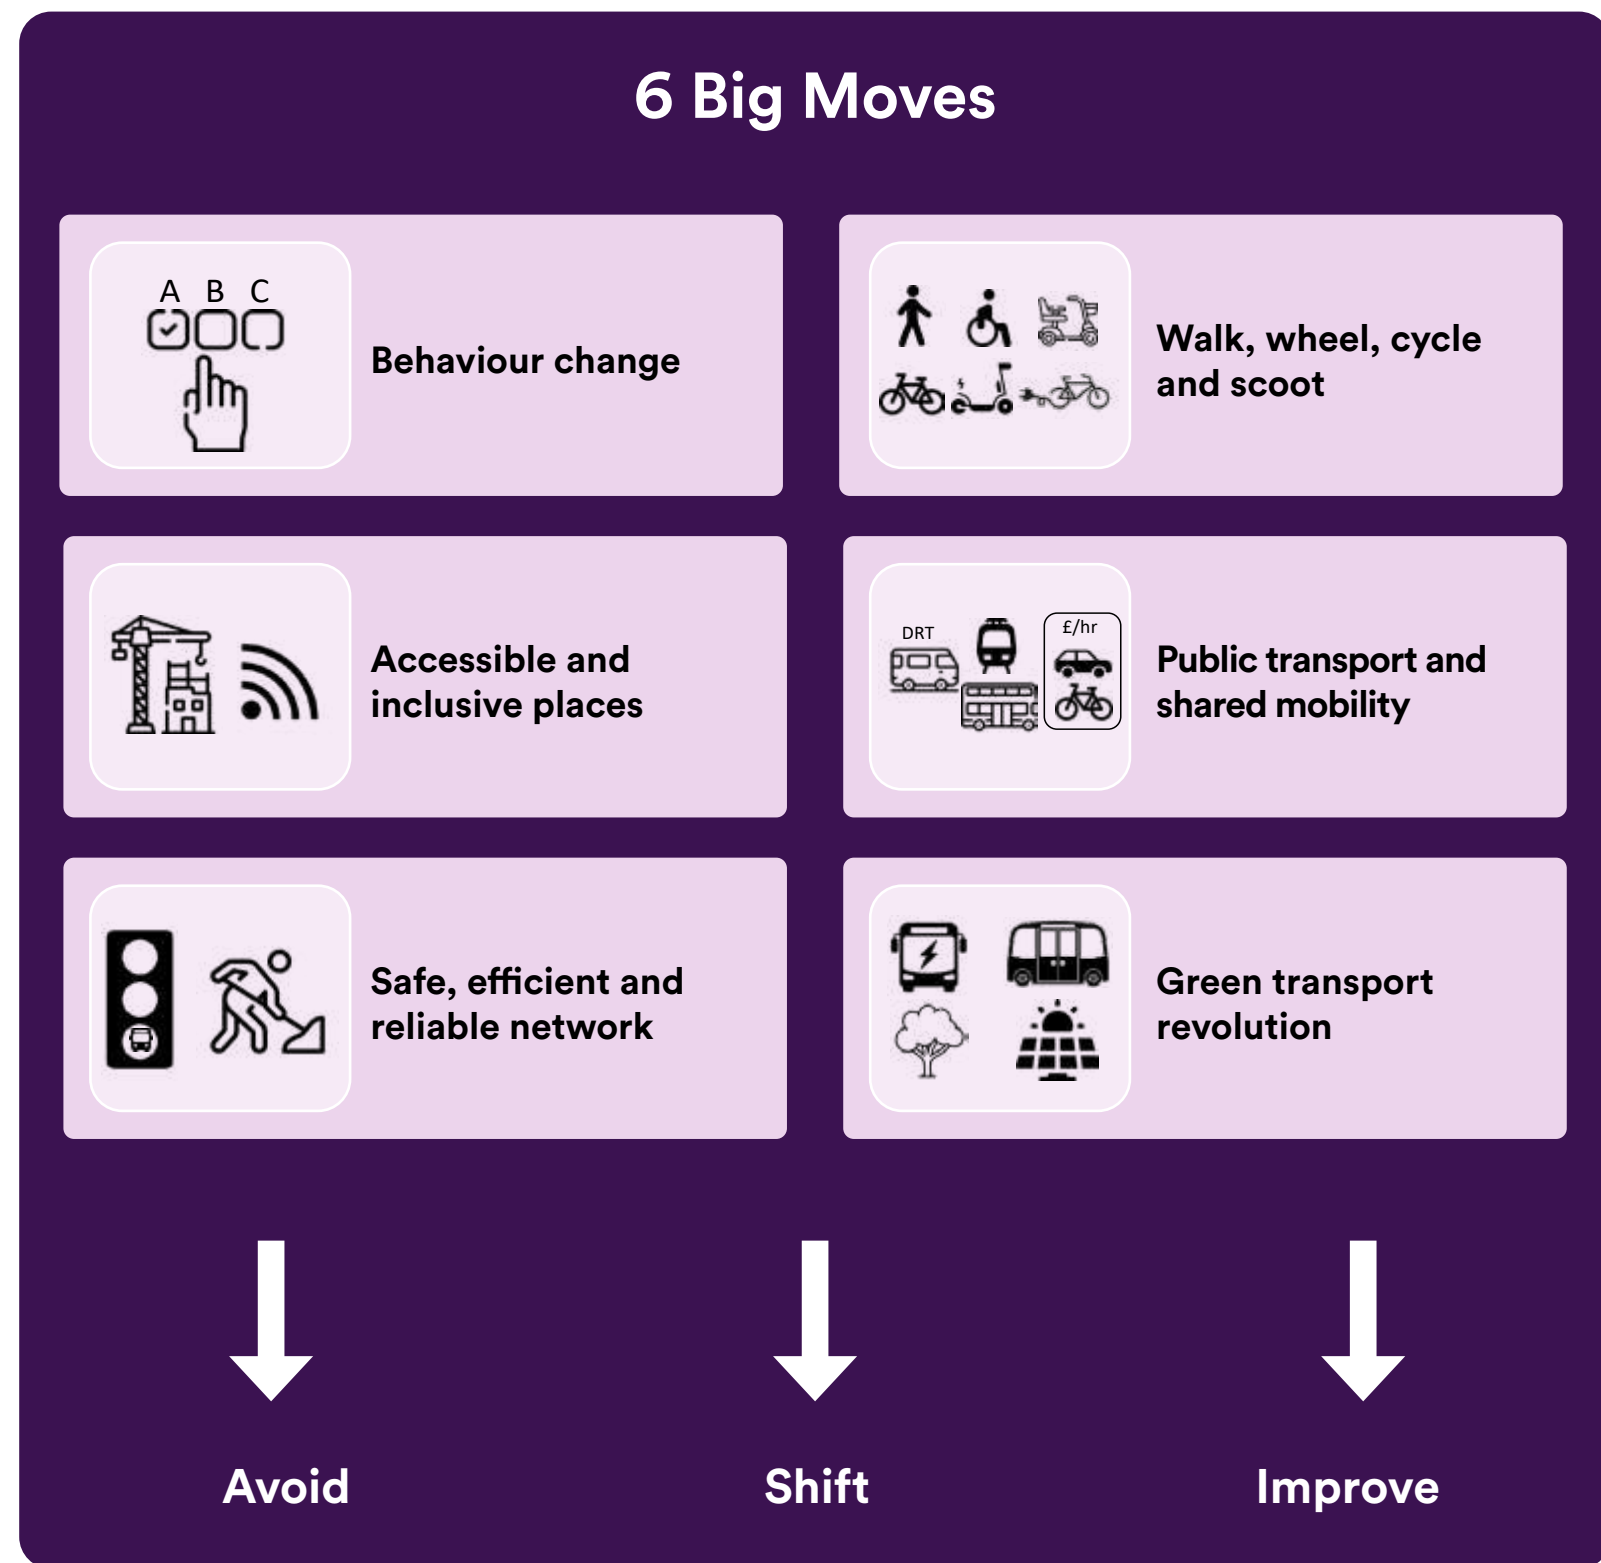 6 Big Moves
A B C
Behaviour change
Walk, wheel, cycle
and scoot
Accessible and
inclusive places
DRT
£/hr
Public transport and
shared mobility
Safe, efficient and
reliable network
Green transport
revolution
Avoid
Shift
Improve